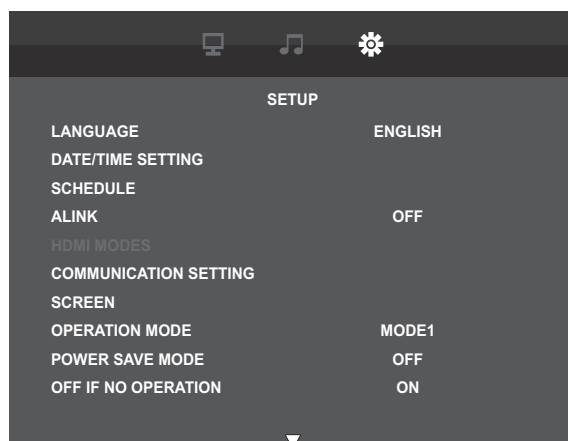 SETUP
LANGUAGE ENGLISH
DATE/TIME SETTING
SCHEDULE
ALINK OFF
HDMI MODES
COMMUNICATION SETTING
SCREEN
OPERATION MODE MODE1
POWER SAVE MODE OFF
OFF IF NO OPERATION ON